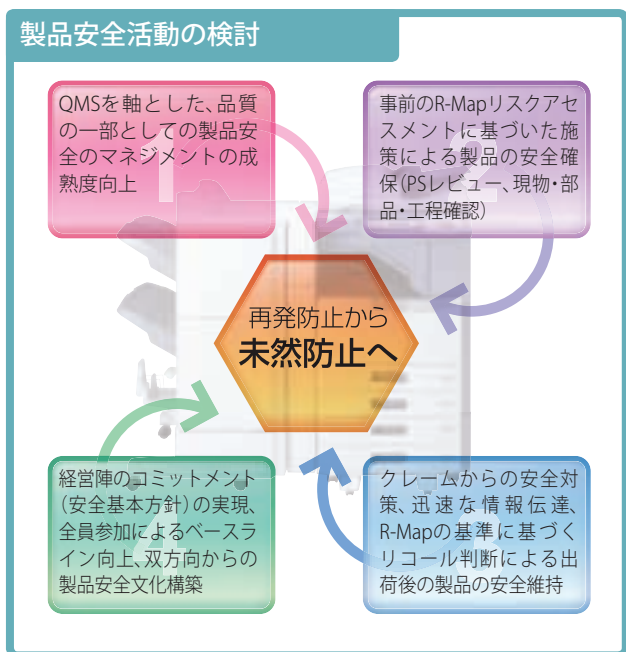 製品安全活動の検討
1
QMSを軸とした、品質
の一部としての製品安
全のマネジメントの成
熟度向上
2
事前のR-Mapリスクアセ
スメントに基づいた施
策による製品の安全確
保(PSレビュー、現物・部
品・工程確認)
再発防止から
未然防止へ
4
経営陣のコミットメント
(安全基本方針)の実現、
全員参加によるベースラ
イン向上、双方向からの
製品安全文化構築
3
クレームからの安全対
策、迅速な情報伝達、
R-Mapの基準に基づく
リコール判断による出
荷後の製品の安全維持